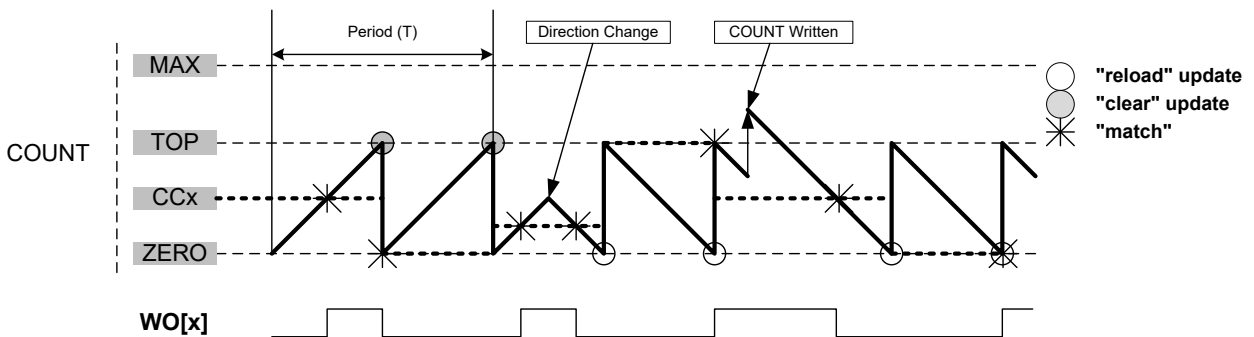 Period (T)
Direction Change
COUNT Written
MAX
"reload" update
"clear" update
TOP
"match"
COUNT
CCx
ZERO
WO[x]